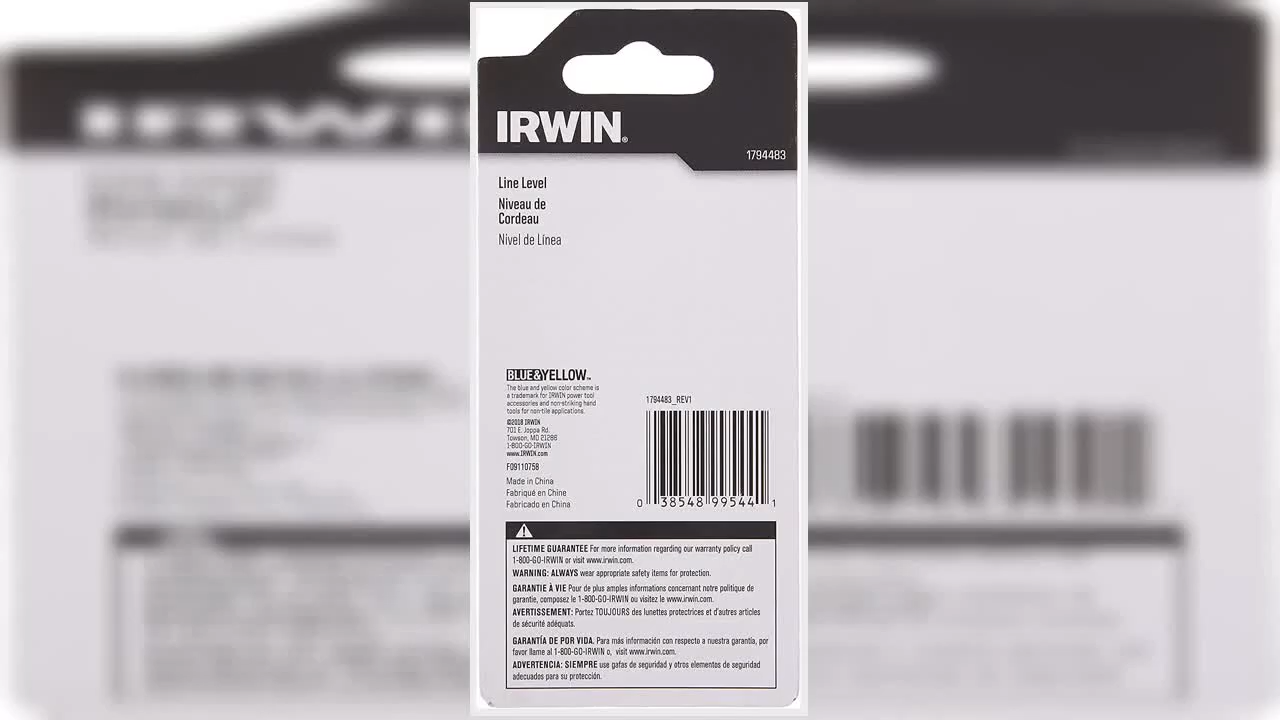 IRWIN®
1794483
Line Level
Niveau de
Cordeau
Nivel de Línea
BLUE&YELLOW™
The blue and yellow color scheme is
a trademark for IRWIN power tool
accessories and non-striking hand
tools for non-tile applications.
©2018 IRWIN
701 E. Joppa Rd.
Towson, MD 21286
1-800-GO-IRWIN
www.IRWIN.com
F09110758
Made in China
Fabriqué en Chine
Fabricado en China
1794483_REV1
0 38548 99544 1
LIFETIME GUARANTEE For more information regarding our warranty policy call
1-800-GO-IRWIN or visit www.irwin.com.
WARNING: ALWAYS wear appropriate safety items for protection.
GARANTIE À VIE Pour de plus amples informations concernant notre politique de
garantie, composez le 1-800-GO-IRWIN ou visitez le www.irwin.com.
AVERTISSEMENT: Portez TOUJOURS des lunettes protectrices et d'autres articles
de sécurité adéquats.
GARANTÍA DE POR VIDA. Para más información con respecto a nuestra garantía, por
favor llame al 1-800-GO-IRWIN o, visit www.irwin.com.
ADVERTENCIA: SIEMPRE use gafas de seguridad y otros elementos de seguridad
adecuados para su protección.